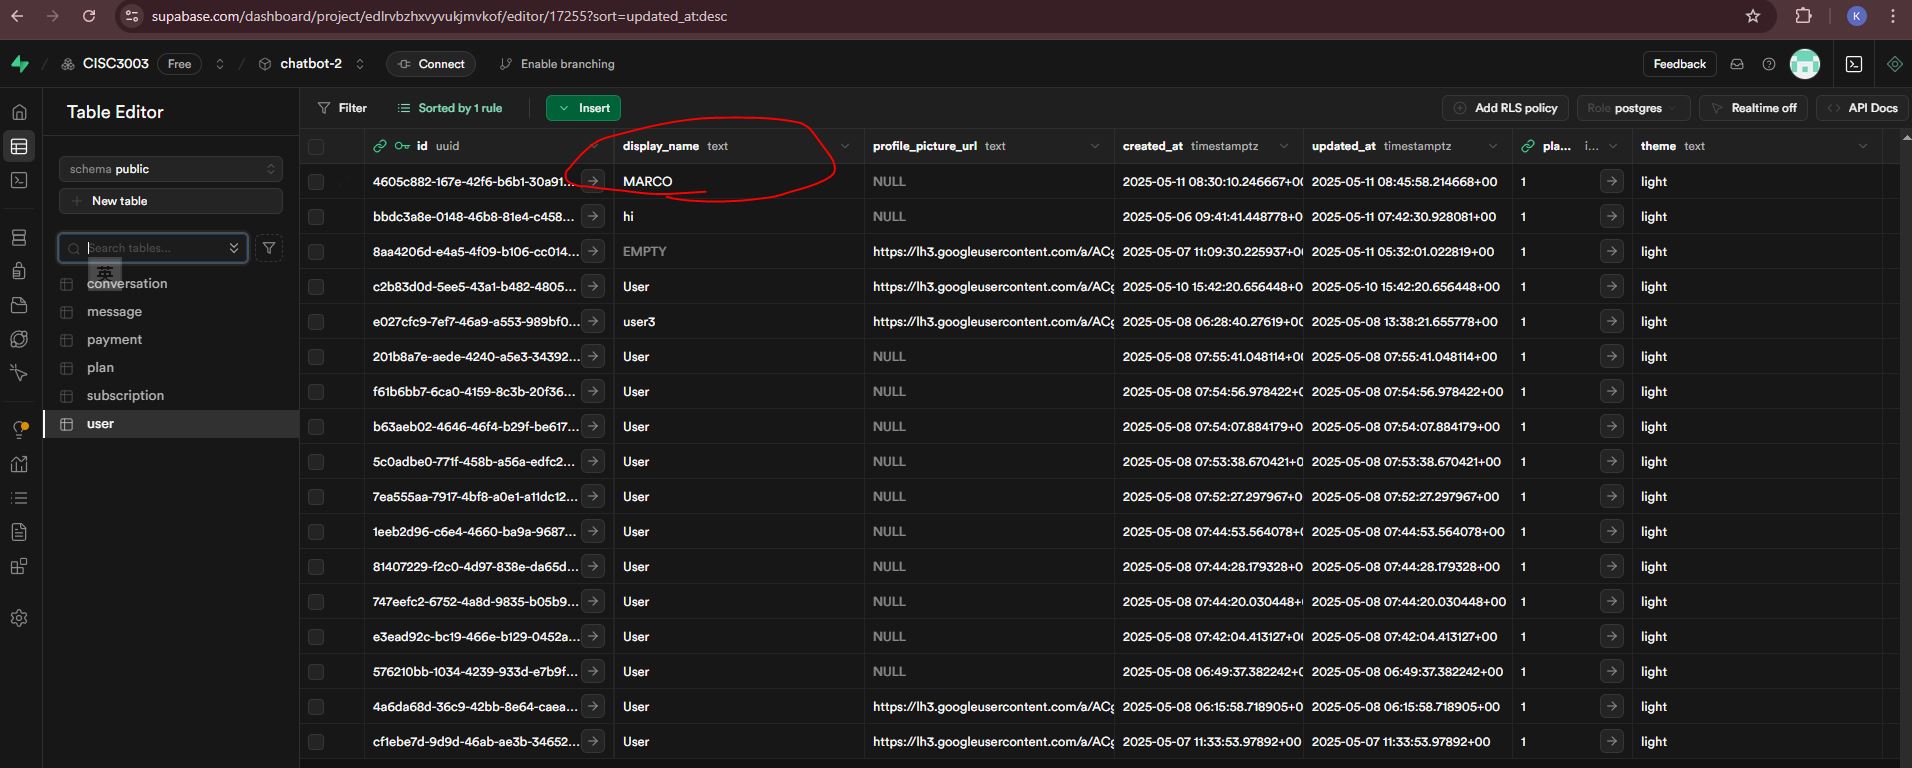 supabase.com/dashboard/project/edlrvbzhxvyvukjmvkof/editor/17255?sort=updated_at:desc
K
CISC3003 Free chatbot-2 Connect Enable branching Feedback
Table Editor
Filter Sorted by 1 rule Insert Add RLS policy Role postgres Realtime off API Docs
schema public
New table
Search tables...
英
conversation
message
payment
plan
subscription
user
id uuid display_name text profile_picture_url text created_at timestamptz updated_at timestamptz pla... i... theme text
4605c882-167e-42f6-b6b1-30a91... MARCO NULL 2025-05-11 08:30:10.246667+00 2025-05-11 08:45:58.214668+00 1 light
bbdc3a8e-0148-46b8-81e4-c458... hi NULL 2025-05-06 09:41:41.448778+0 2025-05-11 07:42:30.928081+00 1 light
8aa4206d-e4a5-4f09-b106-cc014... EMPTY https://lh3.googleusercontent.com/a/ACg 2025-05-07 11:09:30.225937+00 2025-05-11 05:32:01.022819+00 1 light
c2b83d0d-5ee5-43a1-b482-4805... User https://lh3.googleusercontent.com/a/ACg 2025-05-10 15:42:20.656448+0 2025-05-10 15:42:20.656448+00 1 light
e027cfc9-7ef7-46a9-a553-989bf0... user3 https://lh3.googleusercontent.com/a/ACg 2025-05-08 06:28:40.27619+00 2025-05-08 13:38:21.655778+00 1 light
201b8a7e-aede-4240-a5e3-34392... User NULL 2025-05-08 07:55:41.048114+00 2025-05-08 07:55:41.048114+00 1 light
f61b6bb7-6ca0-4159-8c3b-20f36... User NULL 2025-05-08 07:54:56.978422+0 2025-05-08 07:54:56.978422+00 1 light
b63aeb02-4646-46f4-b29f-be617... User NULL 2025-05-08 07:54:07.884179+00 2025-05-08 07:54:07.884179+00 1 light
5c0adbe0-771f-458b-a56a-edfc2... User NULL 2025-05-08 07:53:38.670421+0 2025-05-08 07:53:38.670421+00 1 light
7ea555aa-7917-4bf8-a0e1-a11dc12... User NULL 2025-05-08 07:52:27.297967+0 2025-05-08 07:52:27.297967+00 1 light
1eeb2d96-c6e4-4660-ba9a-9687... User NULL 2025-05-08 07:44:53.564078+0 2025-05-08 07:44:53.564078+00 1 light
81407229-f2c0-4d97-838e-da65d... User NULL 2025-05-08 07:44:28.179328+0 2025-05-08 07:44:28.179328+00 1 light
747eefc2-6752-4a8d-9835-b05b9... User NULL 2025-05-08 07:44:20.030448+ 2025-05-08 07:44:20.030448+00 1 light
e3ead92c-bc19-466e-b129-0452a... User NULL 2025-05-08 07:42:04.413127+00 2025-05-08 07:42:04.413127+00 1 light
576210bb-1034-4239-933d-e7b9f... User NULL 2025-05-08 06:49:37.382242+0 2025-05-08 06:49:37.382242+00 1 light
4a6da68d-36c9-42bb-8e64-caea... User https://lh3.googleusercontent.com/a/ACg 2025-05-08 06:15:58.718905+00 2025-05-08 06:15:58.718905+00 1 light
cf1ebe7d-9d9d-46ab-ae3b-34652... User https://lh3.googleusercontent.com/a/ACg 2025-05-07 11:33:53.97892+00 2025-05-07 11:33:53.97892+00 1 light